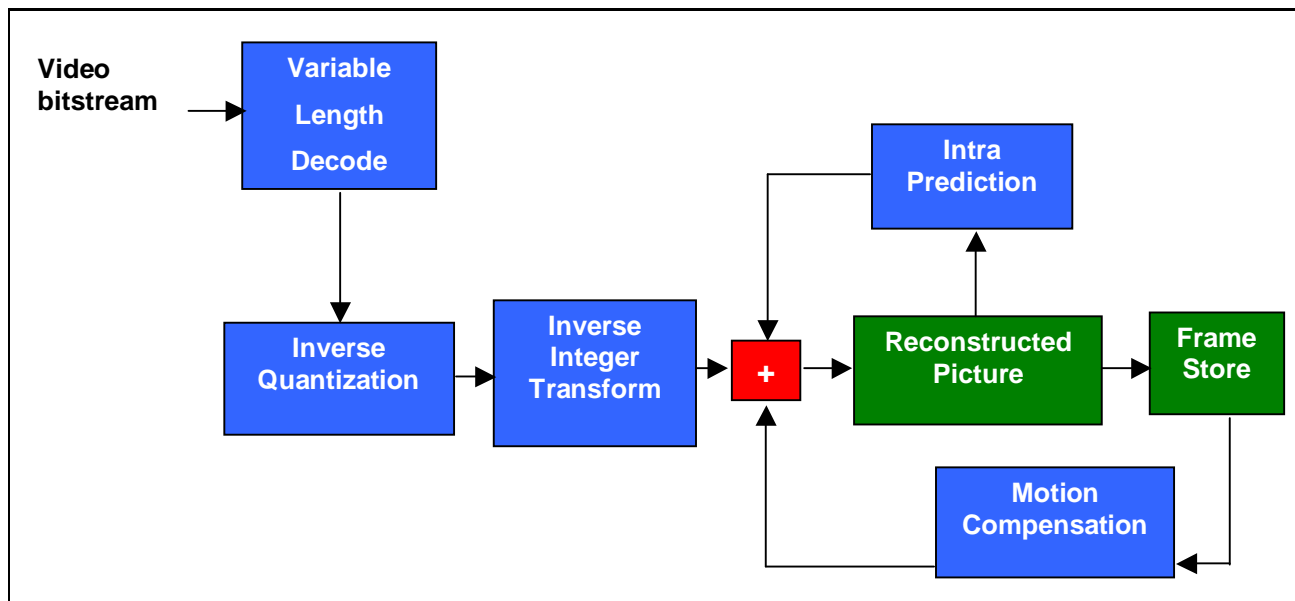 Video
bitstream
Variable
Length
Decode
Intra
Prediction
Inverse
Quantization
Inverse
Integer
Transform
+
Reconstructed
Picture
Frame
Store
Motion
Compensation